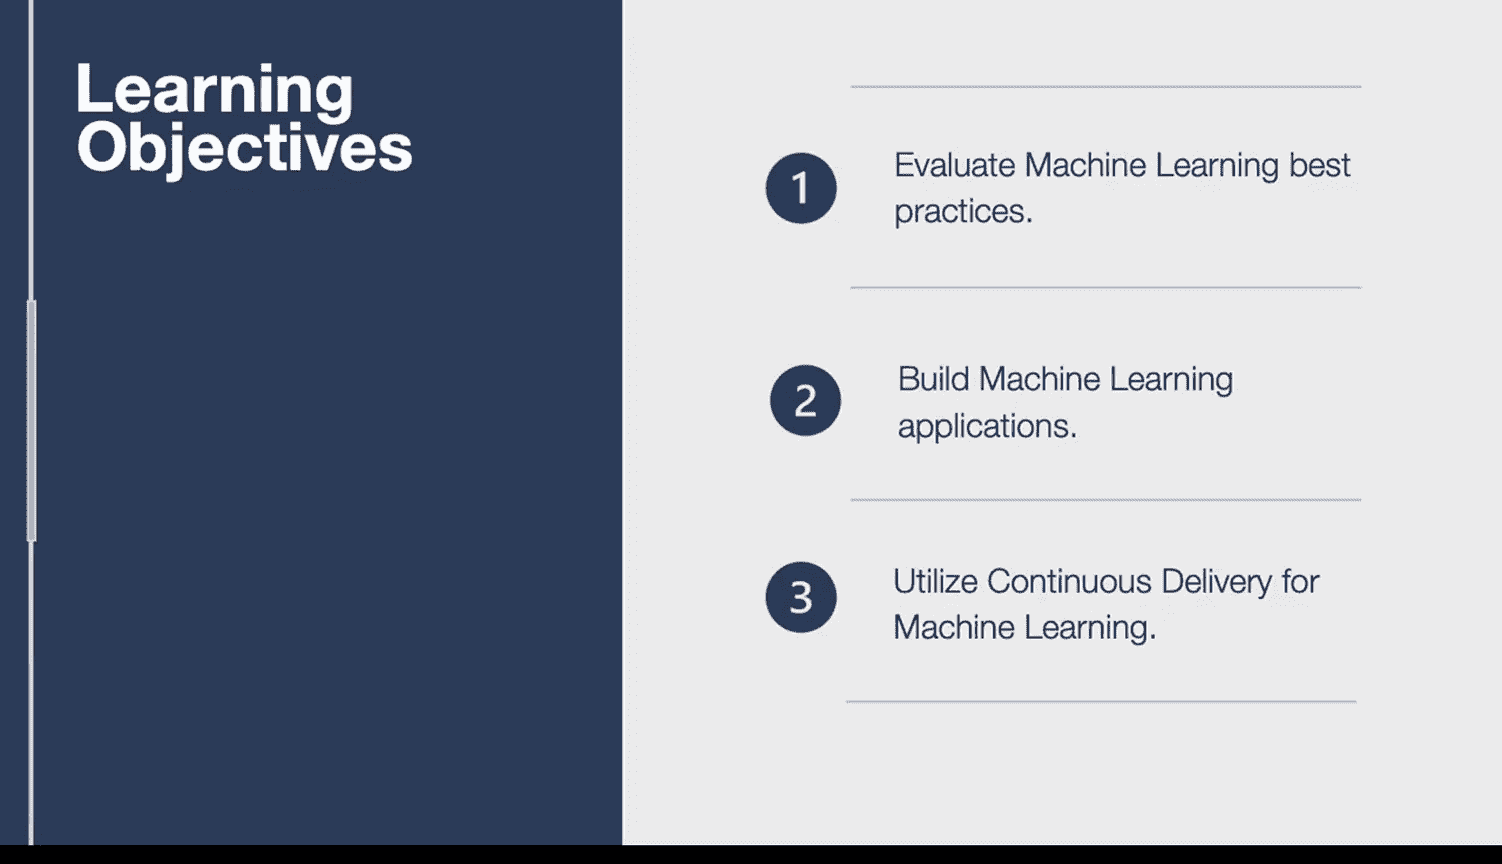 Learning
Objectives
1
Evaluate Machine Learning best
practices.
2
Build Machine Learning
applications.
3
Utilize Continuous Delivery for
Machine Learning.